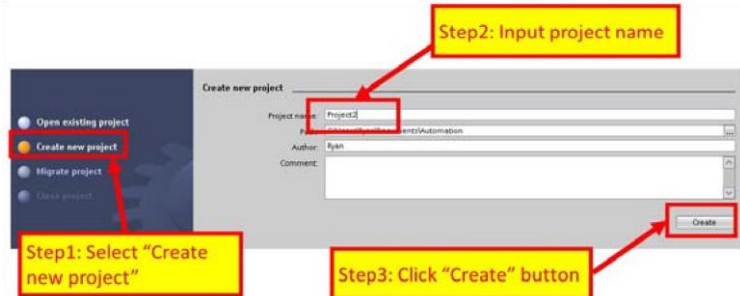 Step2: Input project name
Create new project
Open existing project
Create new project
Migrate project
Close project
Project name: Project2
\Automation
Author: Ryan
Comment:
Create
Step1: Select “Create
new project”
Step3: Click “Create” button